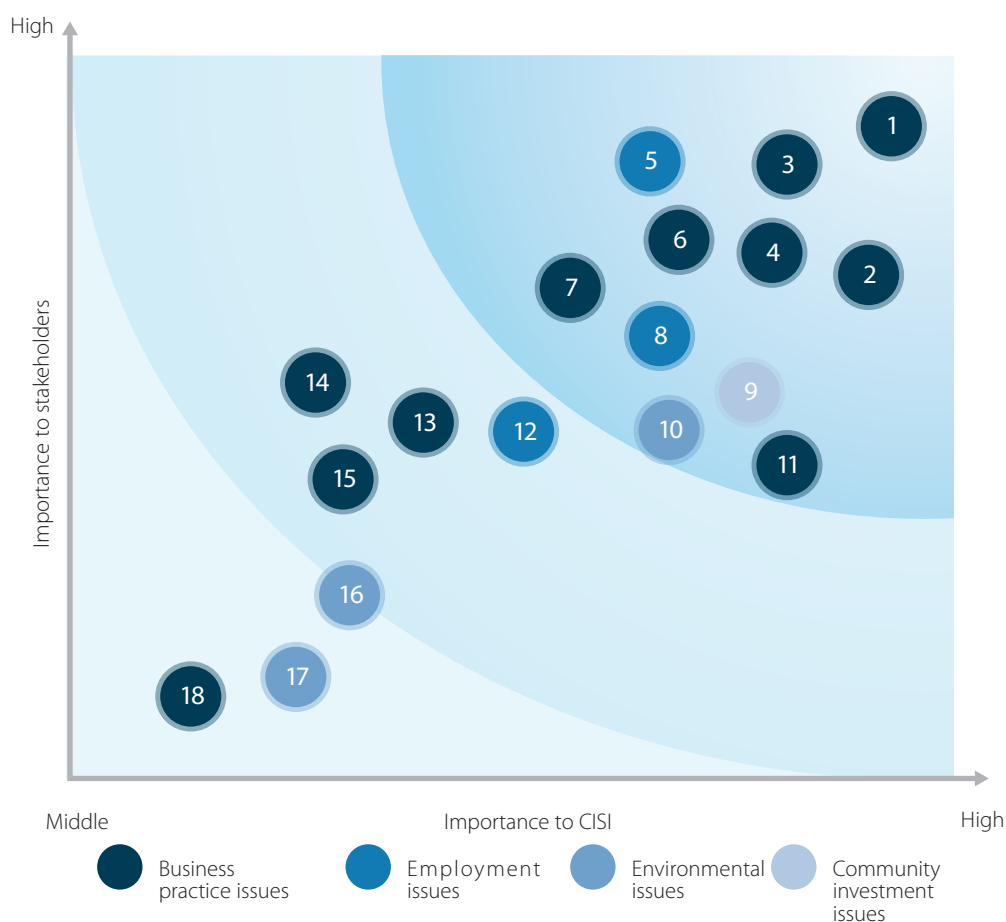 High
1
5
3
6
4
2
7
8
14
9
13
12
10
11
15
16
17
18
Importance to stakeholders
Middle
Importance to CISI
High
Business
practice issues
Employment
issues
Environmental
issues
Community
investment
issues